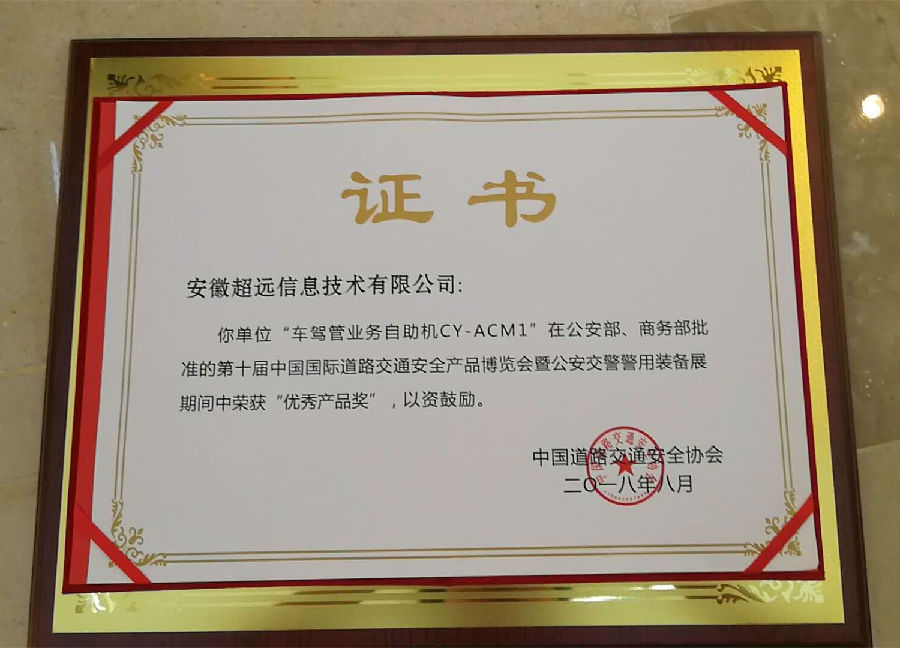 证书
安徽超远信息技术有限公司:
你单位“车驾管业务自助机CY-ACM1”在公安部、商务部批
准的第十届中国国际道路交通安全产品博览会暨公安交警警用装备展
期间中荣获“优秀产品奖”，以资鼓励。
中国道路交通安全协会
二〇一八年八月